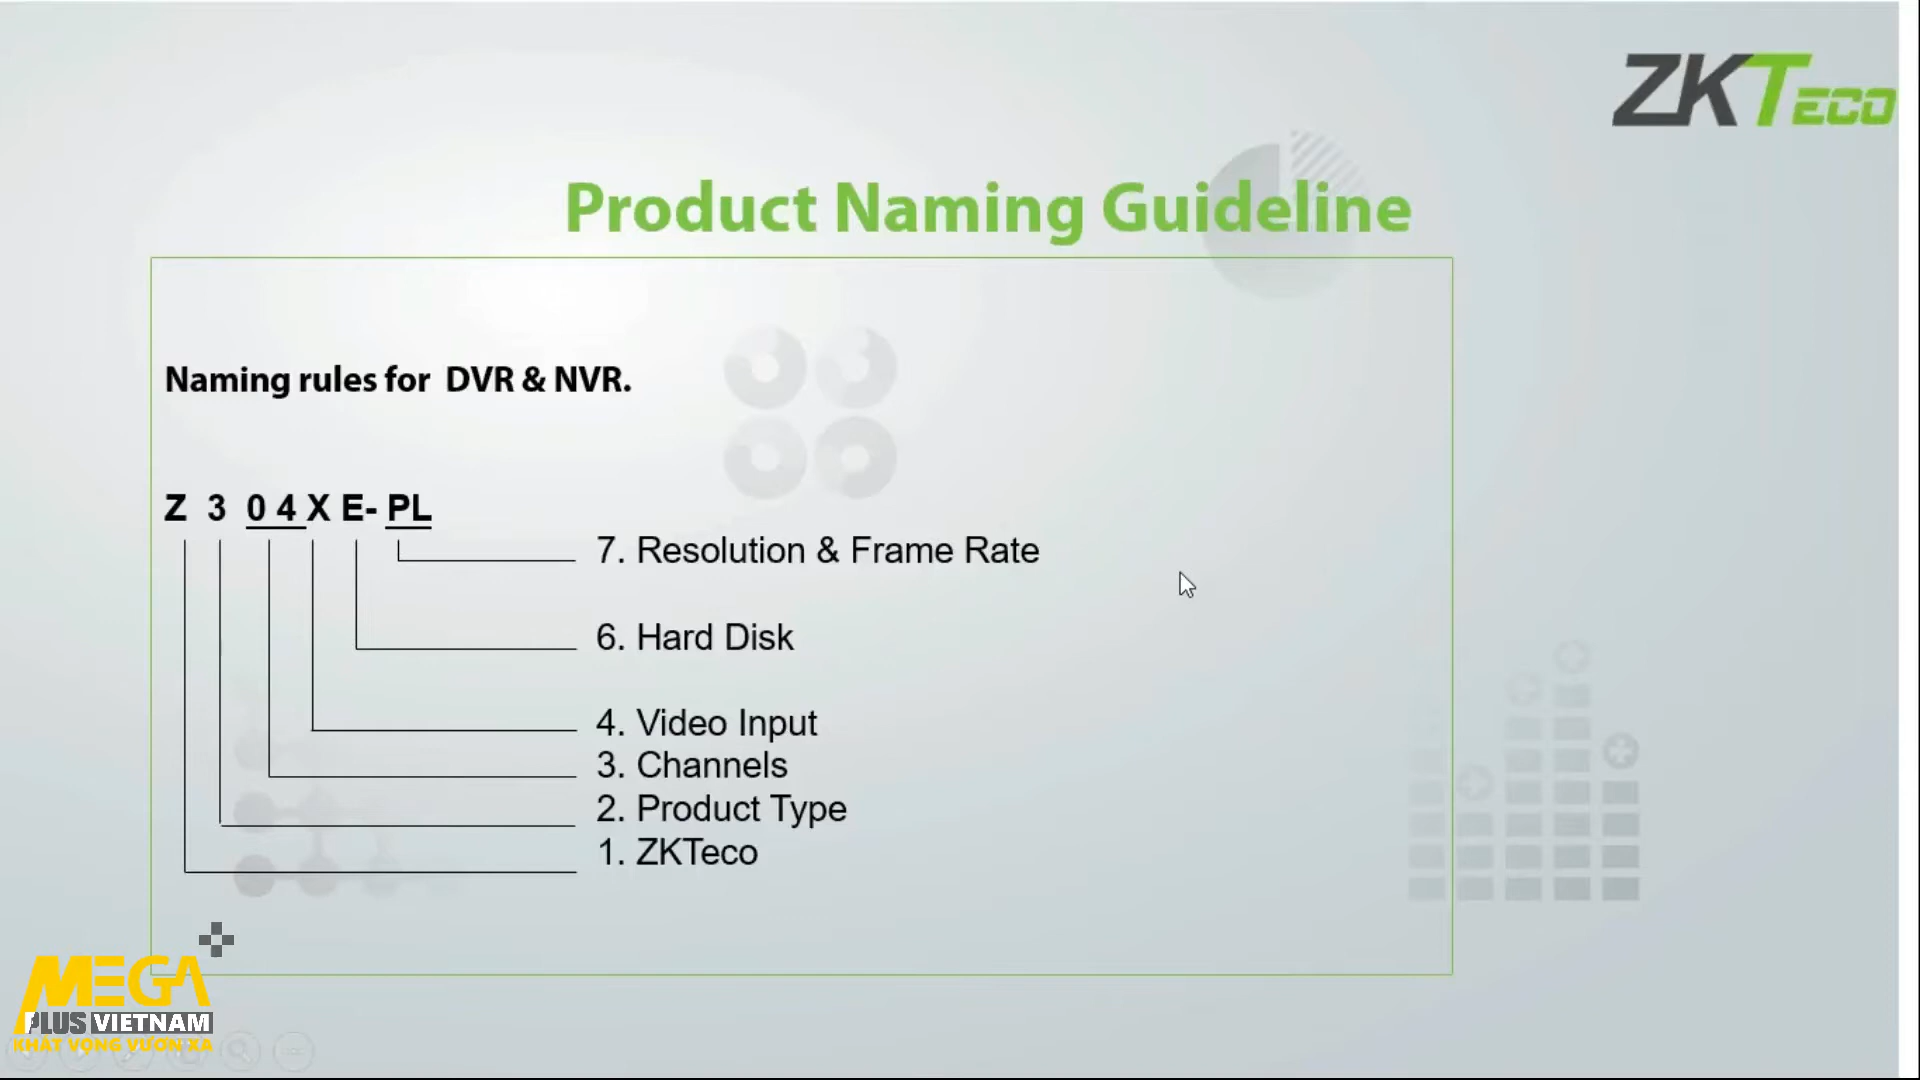 ZKTECO
Product Naming Guideline
Naming rules for DVR & NVR.
Z 3 0 4 X E- PL
7. Resolution & Frame Rate
6. Hard Disk
4. Video Input
3. Channels
2. Product Type
1. ZKTeco
MEGA
PLUS VIETNAM
KHÁT VỌNG VƯƠN XA